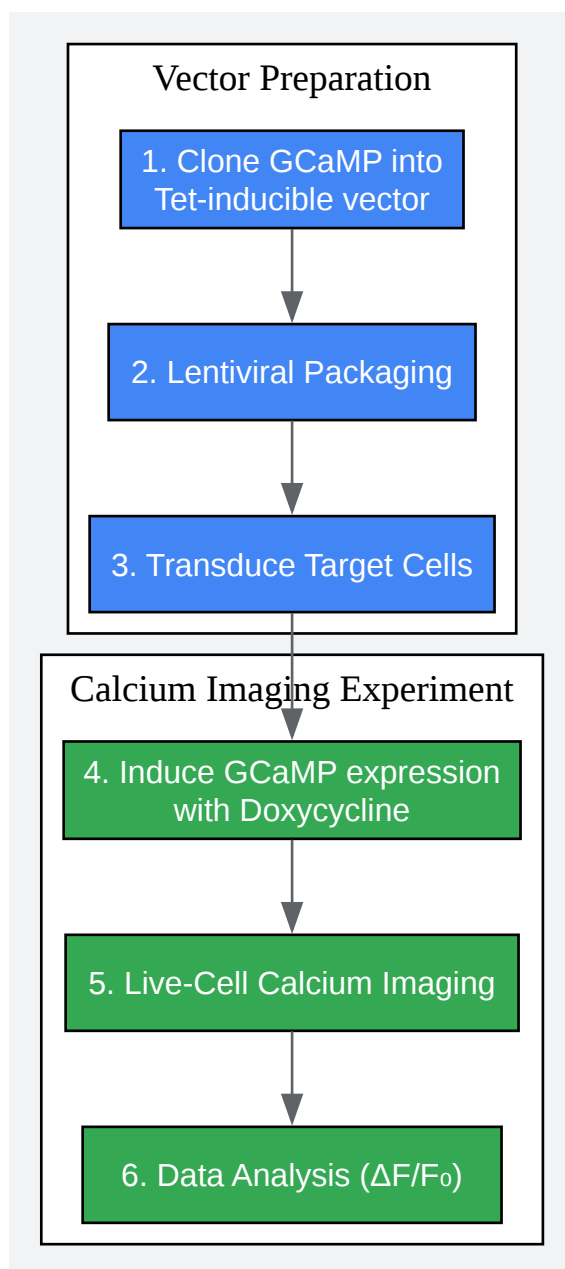 Vector Preparation
1. Clone GCaMP into
Tet-inducible vector
2. Lentiviral Packaging
3. Transduce Target Cells
Calcium Imaging Experiment
4. Induce GCaMP expression
with Doxycycline
5. Live-Cell Calcium Imaging
6. Data Analysis (ΔF/F₀)